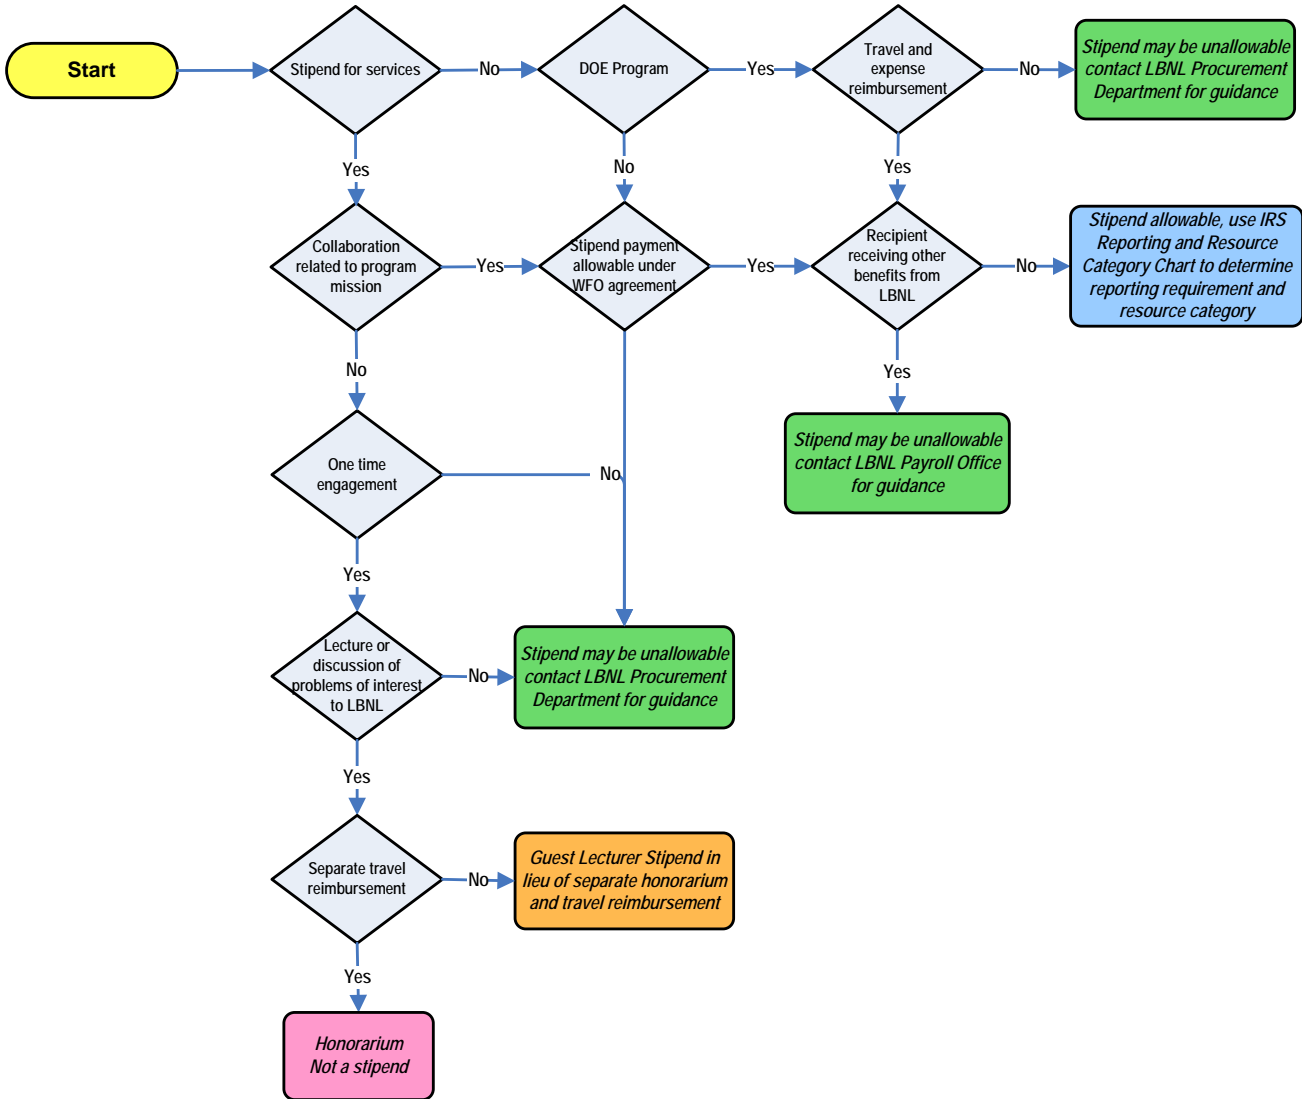 Start
Stipend for services
No
DOE Program
Yes
Travel and
expense
reimbursement
No
Stipend may be unallowable
contact LBNL Procurement
Department for guidance
Yes
No
Yes
Collaboration
related to program
mission
Yes
Stipend payment
allowable under
WFO agreement
Yes
Recipient
receiving other
benefits from
LBNL
No
Stipend allowable, use IRS
Reporting and Resource
Category Chart to determine
reporting requirement and
resource category
No
Yes
Stipend may be unallowable
contact LBNL Payroll Office
for guidance
One time
engagement
No
Yes
Lecture or
discussion of
problems of interest
to LBNL
No
Stipend may be unallowable
contact LBNL Procurement
Department for guidance
Yes
Separate travel
reimbursement
No
Guest Lecturer Stipend in
lieu of separate honorarium
and travel reimbursement
Yes
Honorarium
Not a stipend